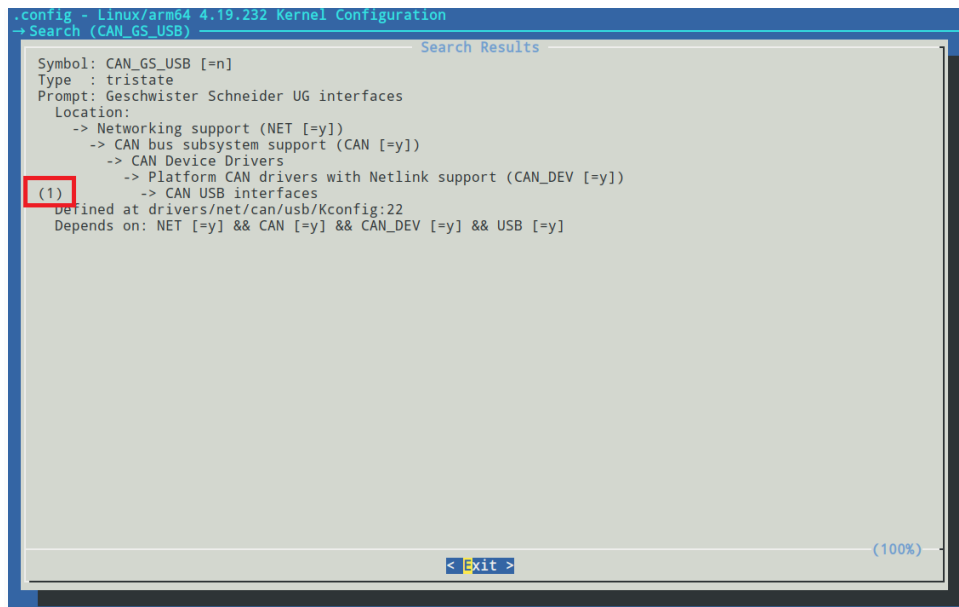 .config - Linux/arm64 4.19.232 Kernel Configuration
→ Search (CAN_GS_USB)
Search Results
Symbol: CAN_GS_USB [=n]
Type  : tristate
Prompt: Geschwister Schneider UG interfaces
  Location:
    -> Networking support (NET [=y])
      -> CAN bus subsystem support (CAN [=y])
        -> CAN Device Drivers
          -> Platform CAN drivers with Netlink support (CAN_DEV [=y])
(1)         -> CAN USB interfaces
  Defined at drivers/net/can/usb/Kconfig:22
  Depends on: NET [=y] && CAN [=y] && CAN_DEV [=y] && USB [=y]
(100%)
< Exit >